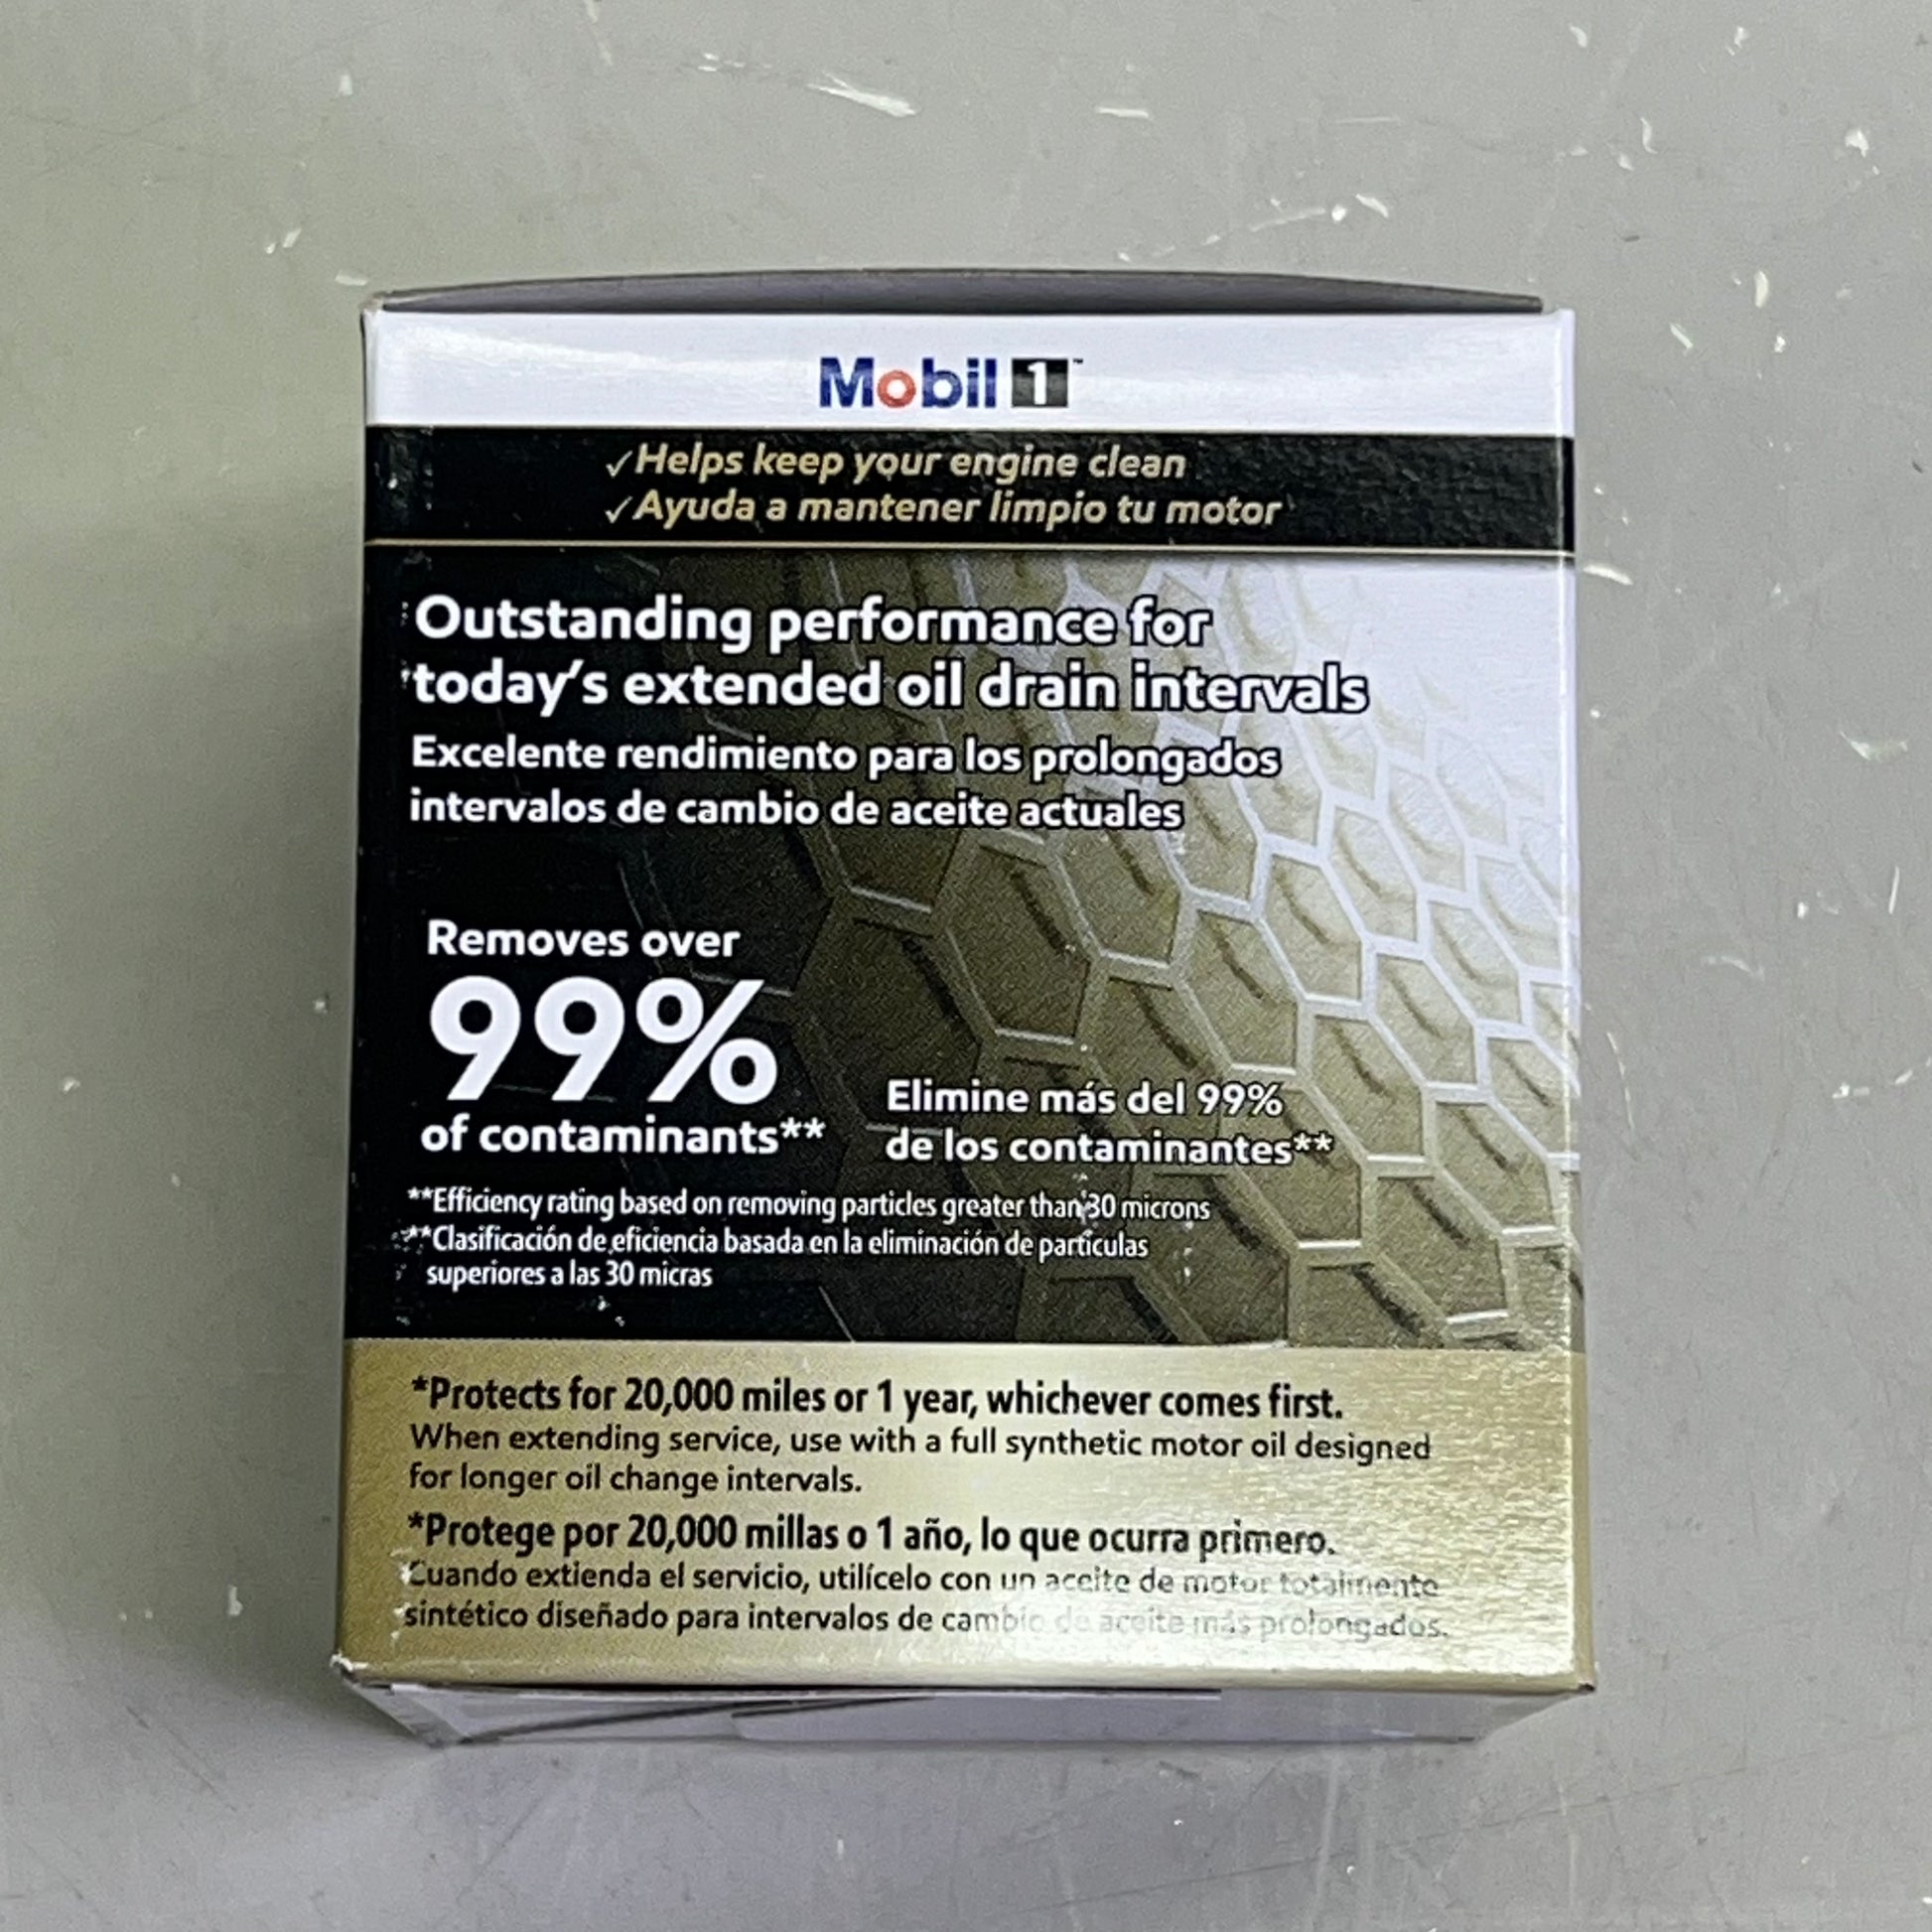 Mobil 1™
✓Helps keep your engine clean
✓Ayuda a mantener limpio tu motor
Outstanding performance for
today's extended oil drain intervals
Excelente rendimiento para los prolongados
intervalos de cambio de aceite actuales
Removes over
99%
of contaminants**
Elimine más del 99%
de los contaminantes**
**Efficiency rating based on removing particles greater than 30 microns
**Clasificación de eficiencia basada en la eliminación de partículas
superiores a las 30 micras
*Protects for 20,000 miles or 1 year, whichever comes first.
When extending service, use with a full synthetic motor oil designed
for longer oil change intervals.
*Protege por 20,000 millas o 1 año, lo que ocurra primero.
Cuando extienda el servicio, utilícelo con un aceite de motor totalmente
sintético diseñado para intervalos de cambio de aceite más prolongados.